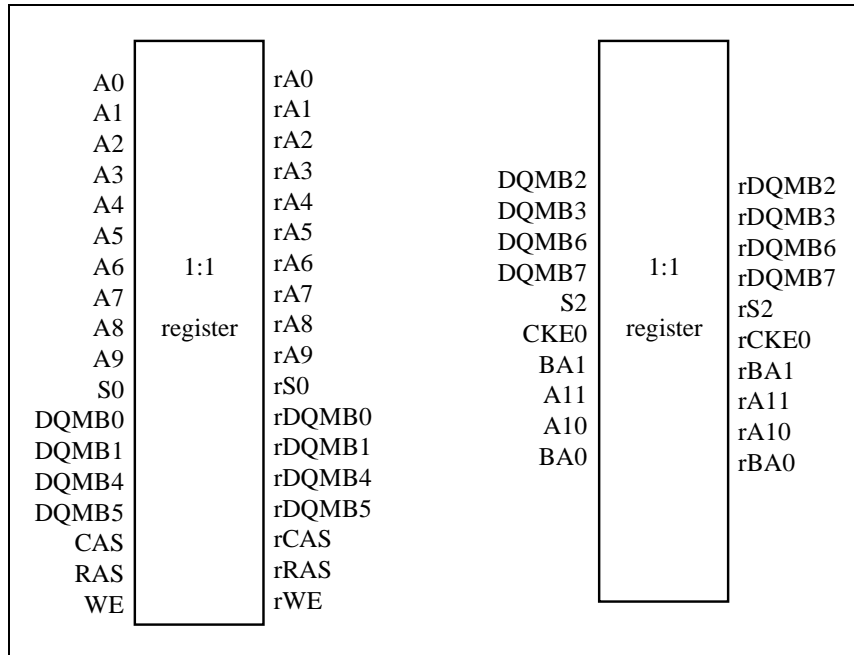 A0
A1
A2
A3
A4
A5
A6
A7
A8
A9
S0
DQMB0
DQMB1
DQMB4
DQMB5
CAS
RAS
WE
1:1
register
rA0
rA1
rA2
rA3
rA4
rA5
rA6
rA7
rA8
rA9
rS0
rDQMB0
rDQMB1
rDQMB4
rDQMB5
rCAS
rRAS
rWE
DQMB2
DQMB3
DQMB6
DQMB7
S2
CKE0
BA1
A11
A10
BA0
1:1
register
rDQMB2
rDQMB3
rDQMB6
rDQMB7
rS2
rCKE0
rBA1
rA11
rA10
rBA0